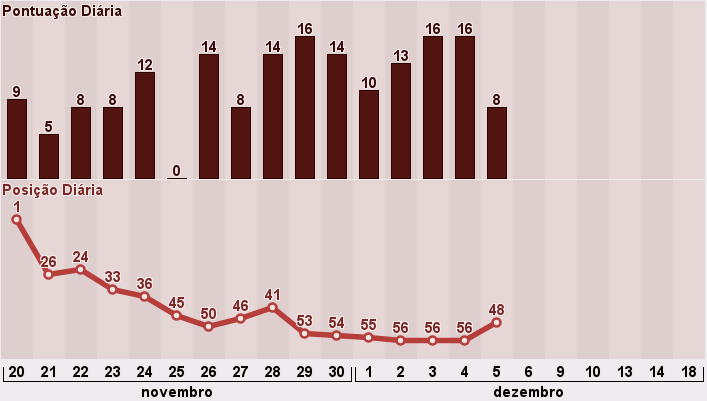 Pontuação Diária
9 5 8 8 12 0 14 8 14 16 14 10 13 16 16 8
Posição Diária
1 26 24 33 36 45 50 46 41 53 54 55 56 56 56 48
20 21 22 23 24 25 26 27 28 29 30 1 2 3 4 5 6 9 10 13 14 18
novembro dezembro